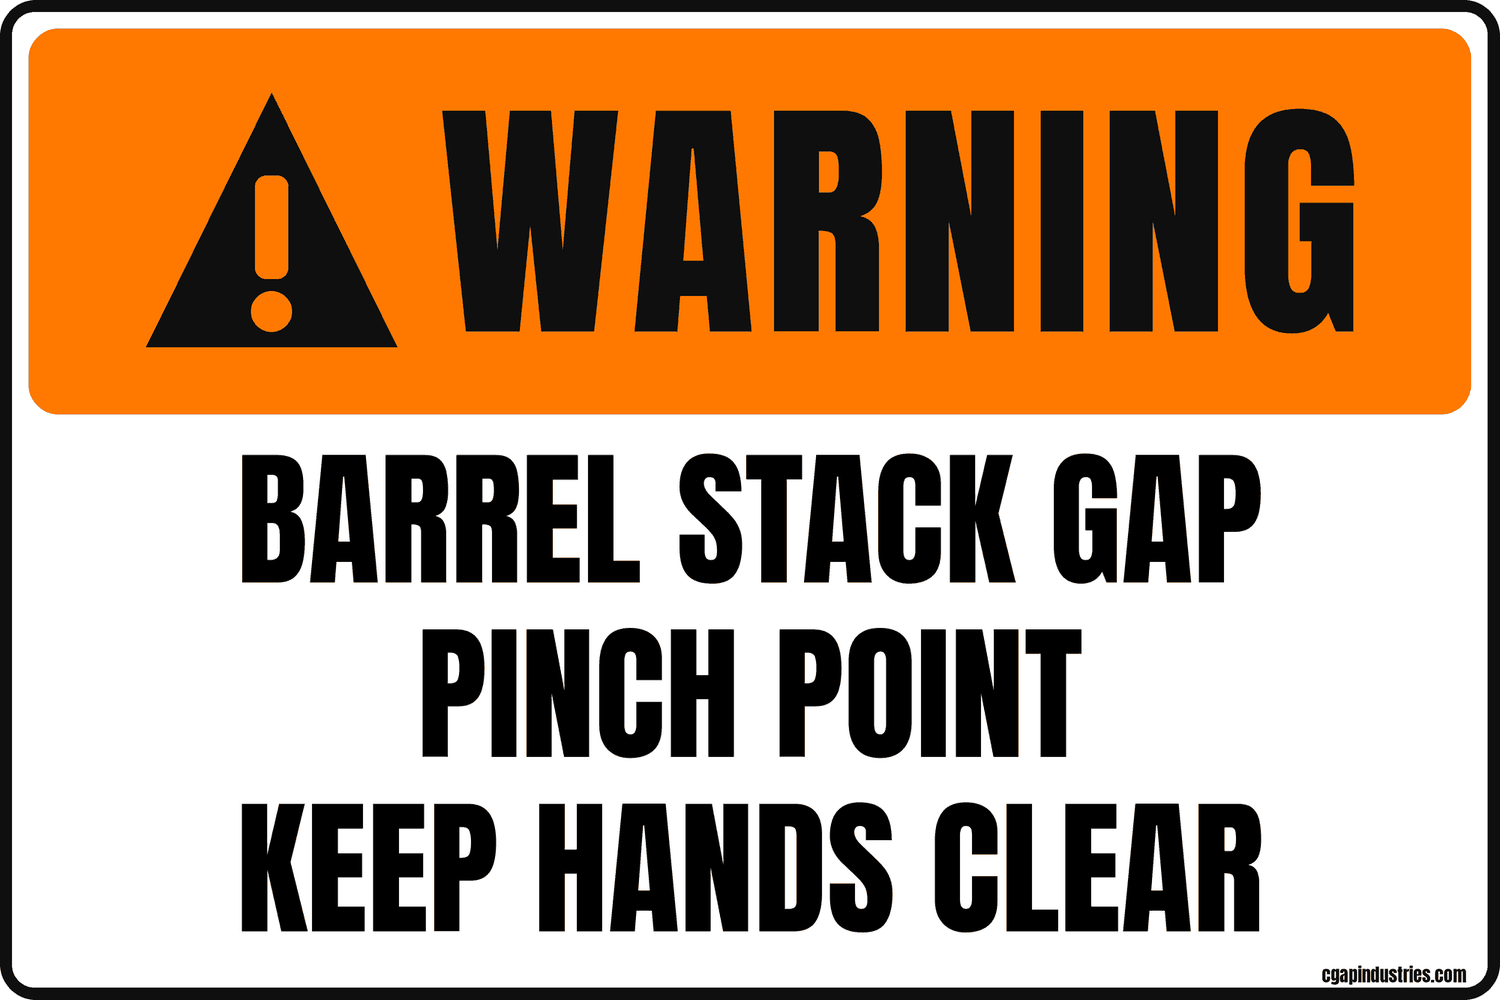 WARNING
BARREL STACK GAP
PINCH POINT
KEEP HANDS CLEAR
cgapindustries.com